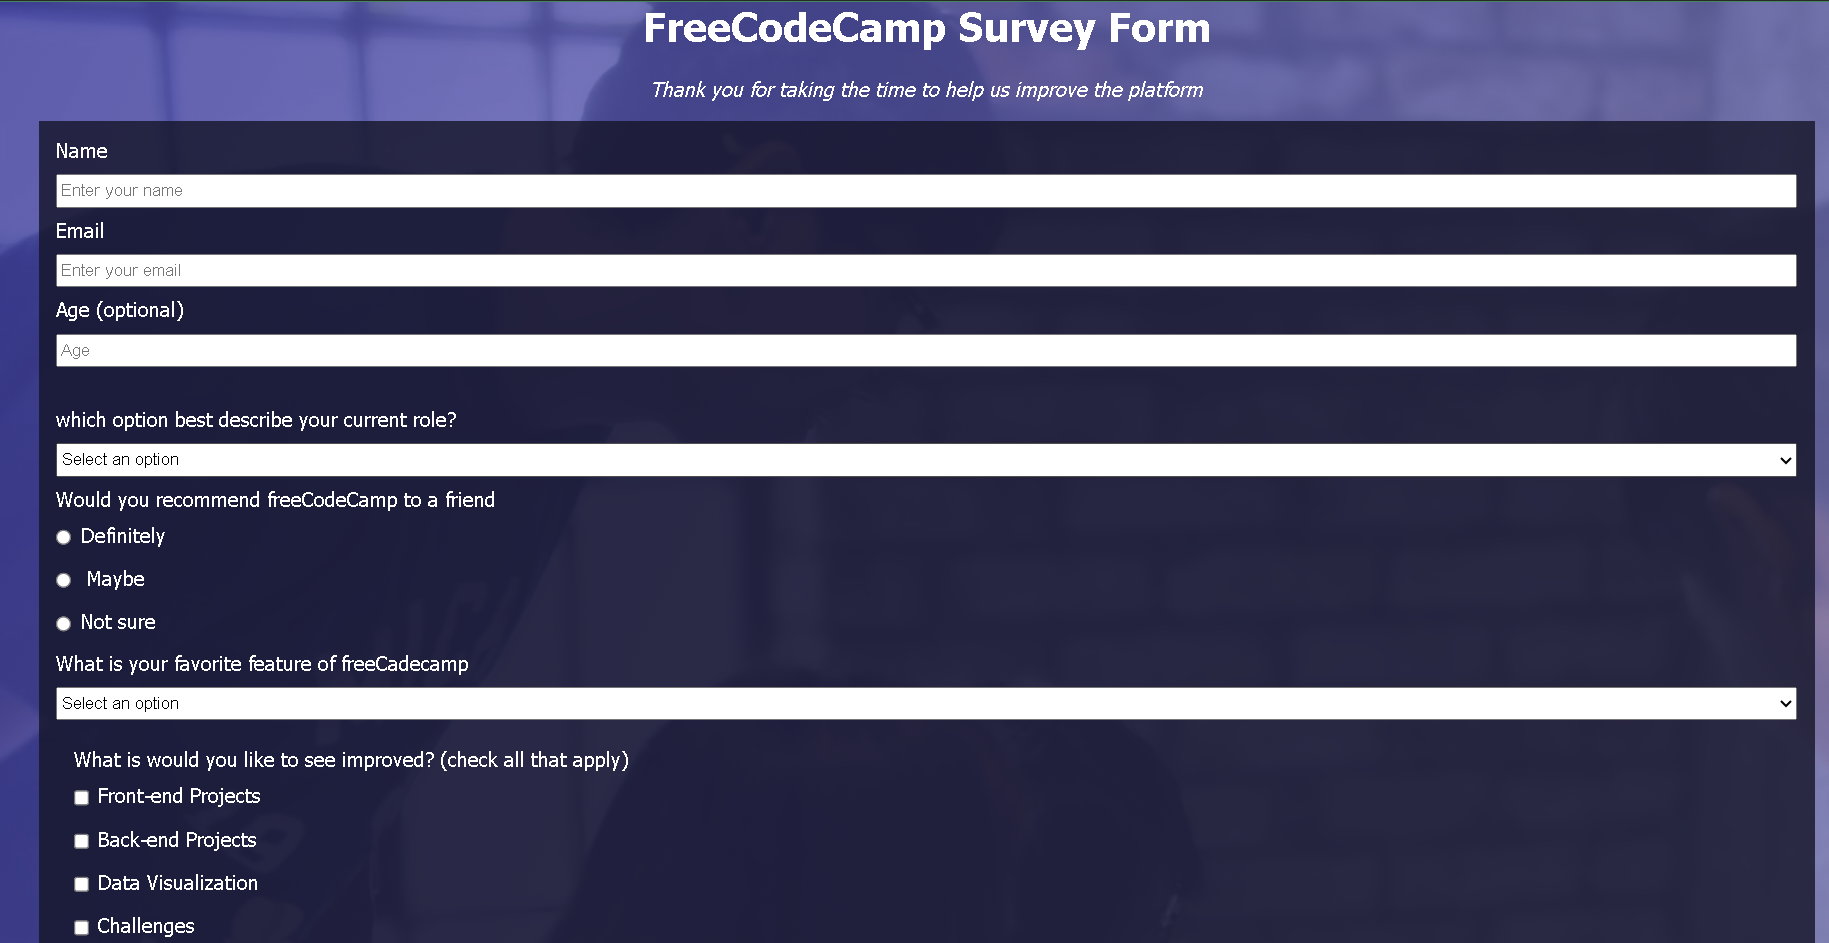 FreeCodeCamp Survey Form
Thank you for taking the time to help us improve the platform
Name
Enter your name
Email
Enter your email
Age (optional)
Age
which option best describe your current role?
Select an option
Would you recommend freeCodeCamp to a friend
Definitely
Maybe
Not sure
What is your favorite feature of freeCadecamp
Select an option
What is would you like to see improved? (check all that apply)
Front-end Projects
Back-end Projects
Data Visualization
Challenges